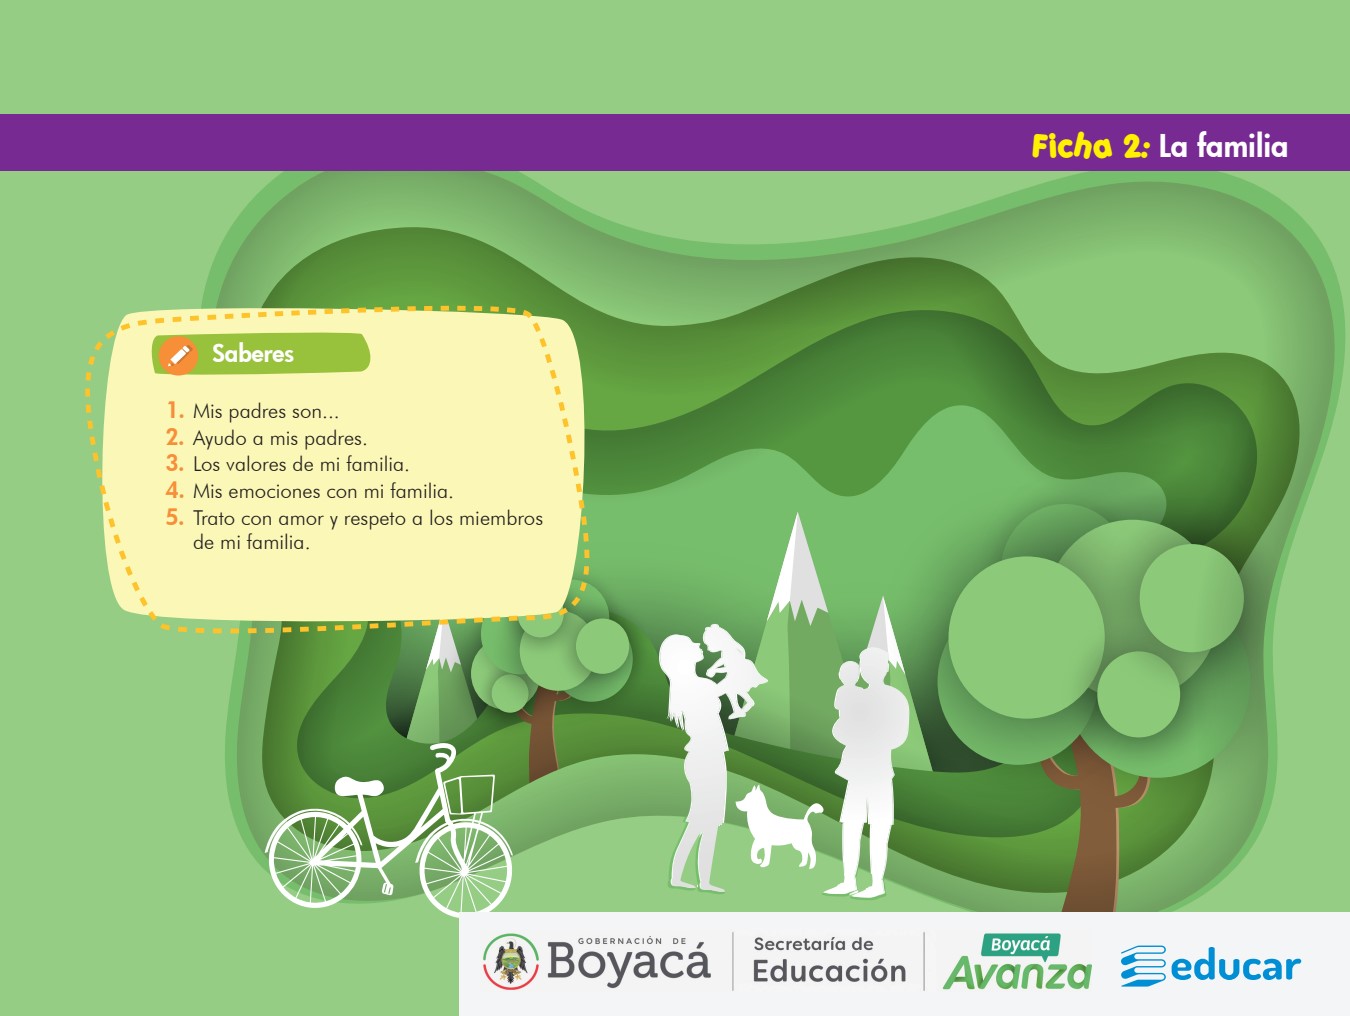 Ficha 2: La familia
Saberes
1. Mis padres son...
2. Ayudo a mis padres.
3. Los valores de mi familia.
4. Mis emociones con mi familia.
5. Trato con amor y respeto a los miembros
de mi familia.
GOBERNACIÓN DE
Boyacá
Secretaría de
Educación
Boyacá
Avanza
educar